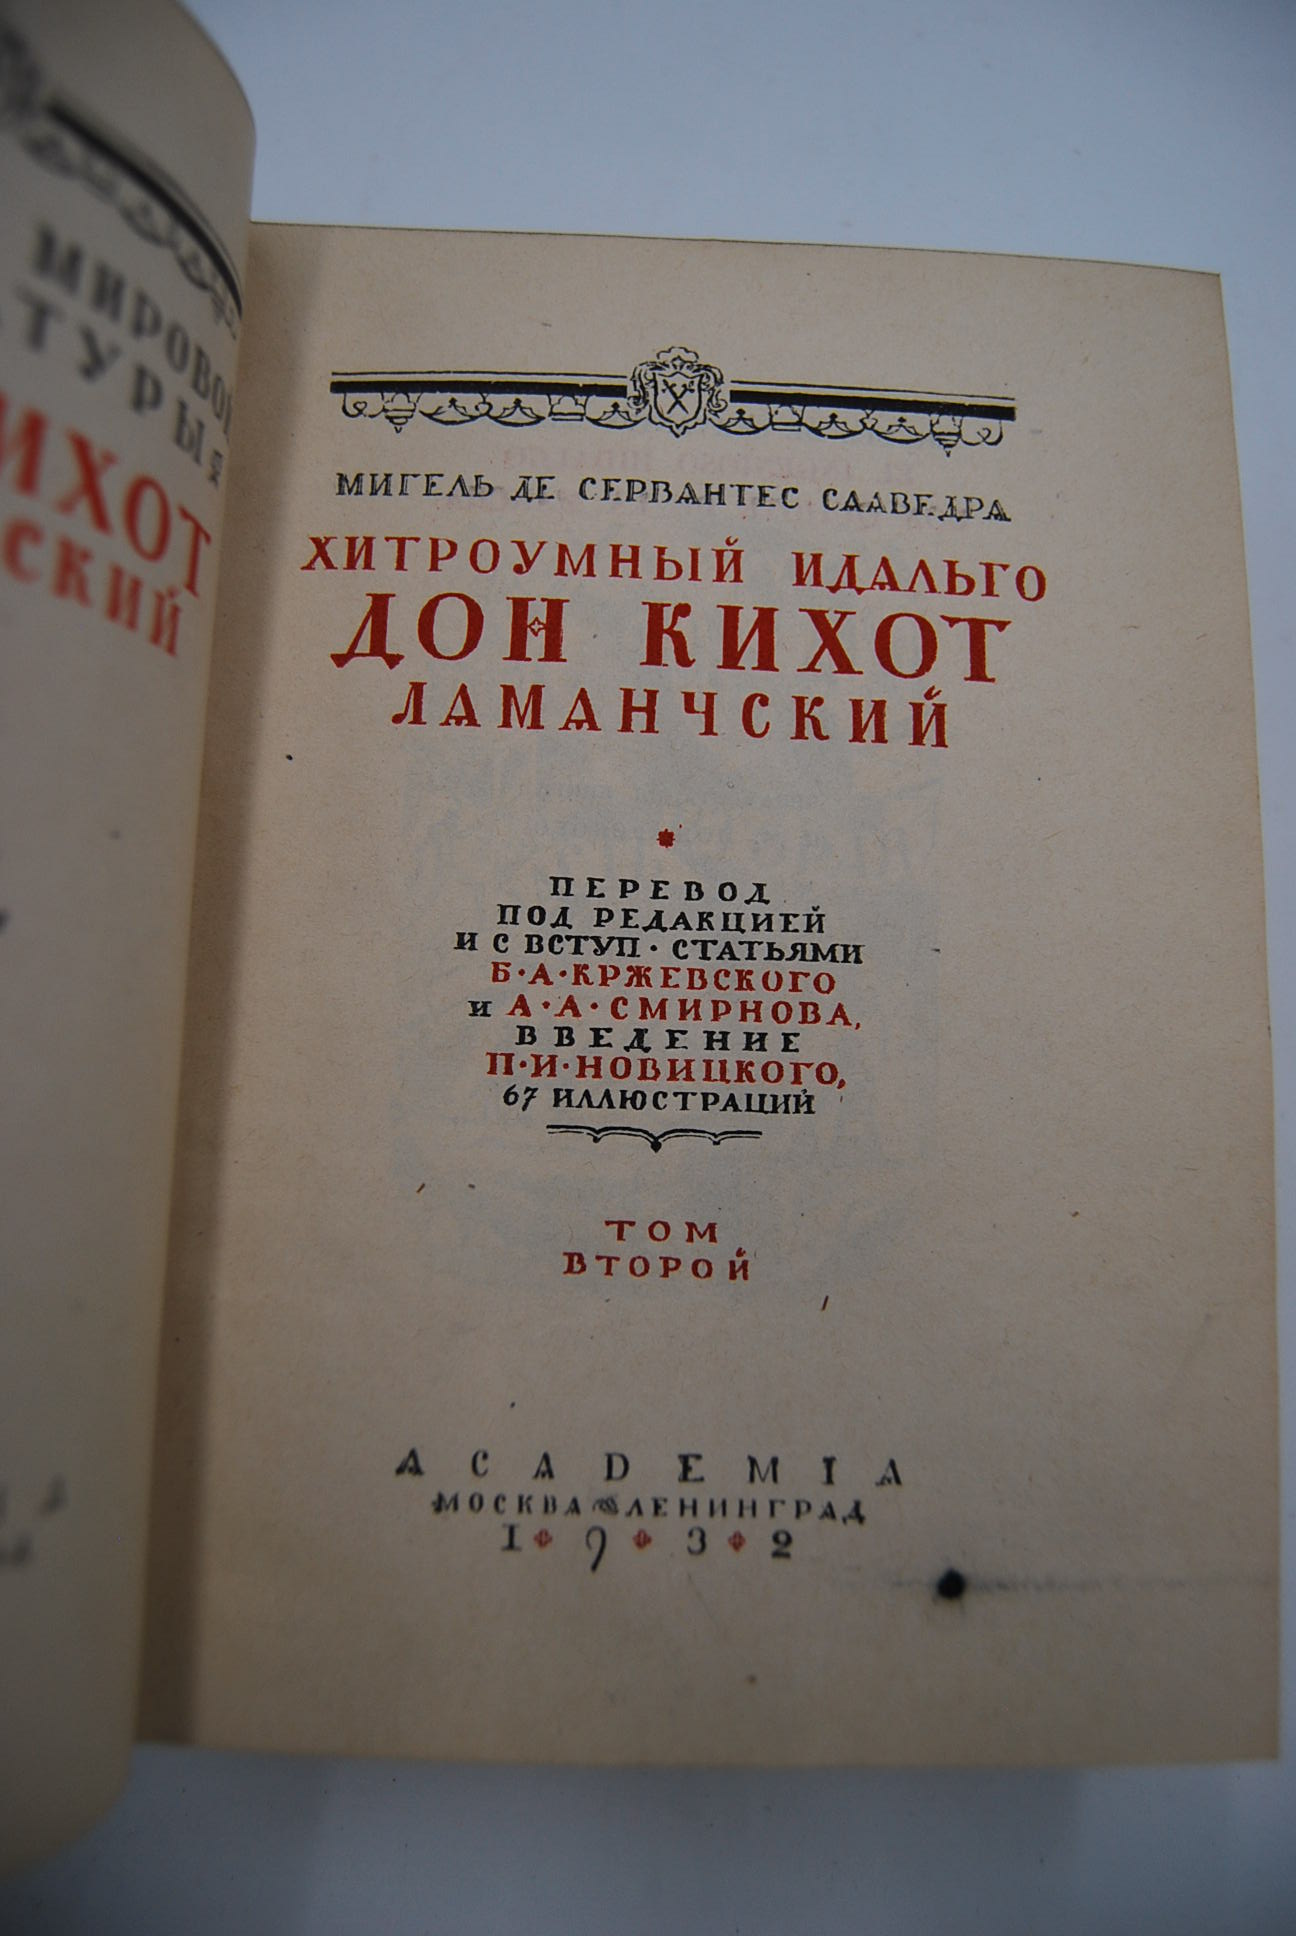 МИРОВОЙ
ТУРЫ
ИХОТ
СКИЙ
МИГЕЛЬ ДЕ СЕРВАНТЕС СААВЕДРА
ХИТРОУМНЫЙ ИДАЛЬГО
ДОН КИХОТ
ЛАМАНЧСКИЙ
ПЕРЕВОД
ПОД РЕДАКЦИЕЙ
И С ВСТУП · СТАТЬЯМИ
Б · А · КРЖЕВСКОГО
И А · А · СМИРНОВА,
ВВЕДЕНИЕ
П · И · НОВИЦКОГО,
67 ИЛЛЮСТРАЦИЙ
ТОМ
ВТОРОЙ
ACADEMIA
МОСКВА ЛЕНИНГРАД
1932